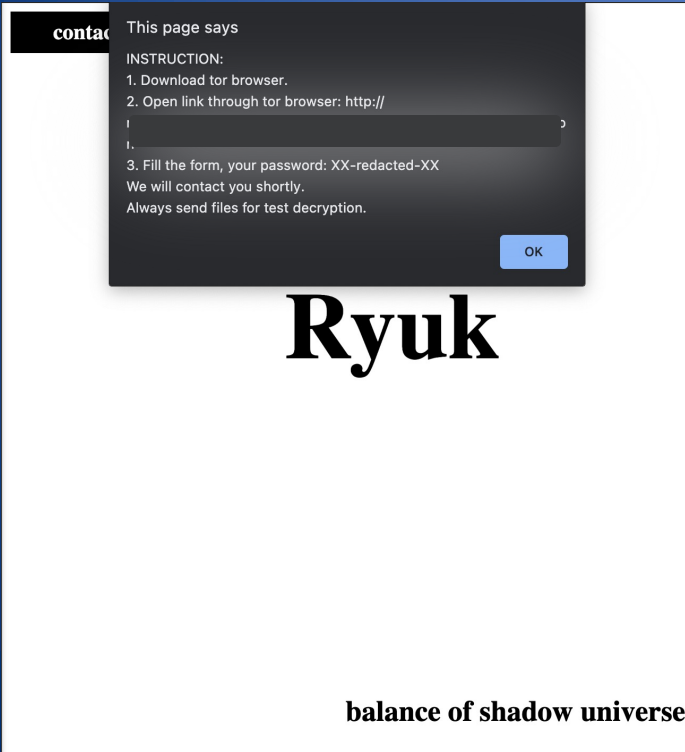 contac
This page says
INSTRUCTION:
1. Download tor browser.
2. Open link through tor browser: http://
3. Fill the form, your password: XX-redacted-XX
We will contact you shortly.
Always send files for test decryption.
OK
Ryuk
balance of shadow universe